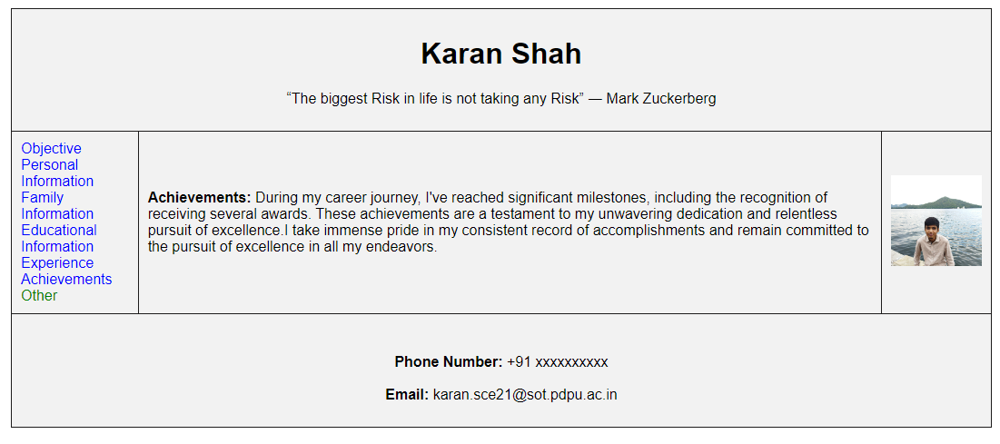 Karan Shah
“The biggest Risk in life is not taking any Risk” — Mark Zuckerberg
Objective
Personal
Information
Family
Information
Educational
Information
Experience
Achievements
Other
Achievements: During my career journey, I've reached significant milestones, including the recognition of
receiving several awards. These achievements are a testament to my unwavering dedication and relentless
pursuit of excellence.I take immense pride in my consistent record of accomplishments and remain committed to
the pursuit of excellence in all my endeavors.
Phone Number: +91 xxxxxxxxxx
Email: karan.sce21@sot.pdpu.ac.in